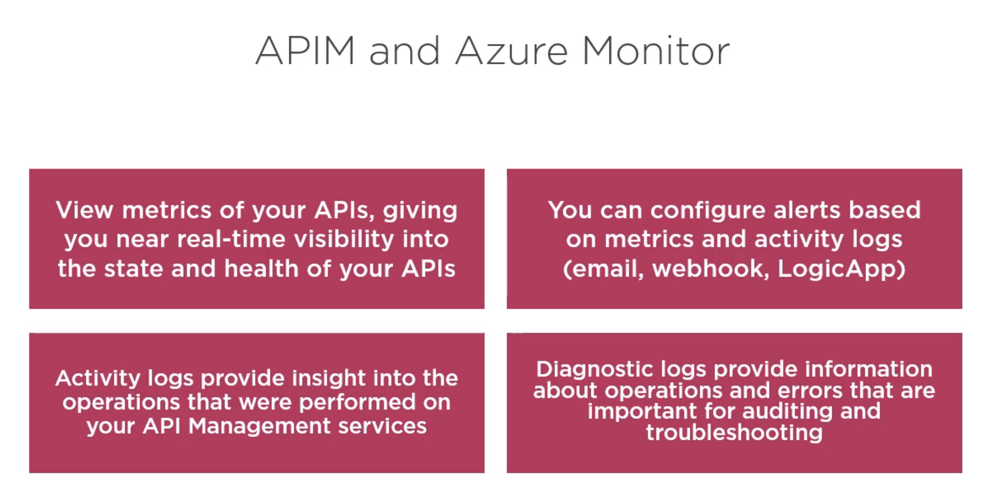 APIM and Azure Monitor
View metrics of your APIs, giving
you near real-time visibility into
the state and health of your APIs
You can configure alerts based
on metrics and activity logs
(email, webhook, LogicApp)
Activity logs provide insight into the
operations that were performed on
your API Management services
Diagnostic logs provide information
about operations and errors that are
important for auditing and
troubleshooting